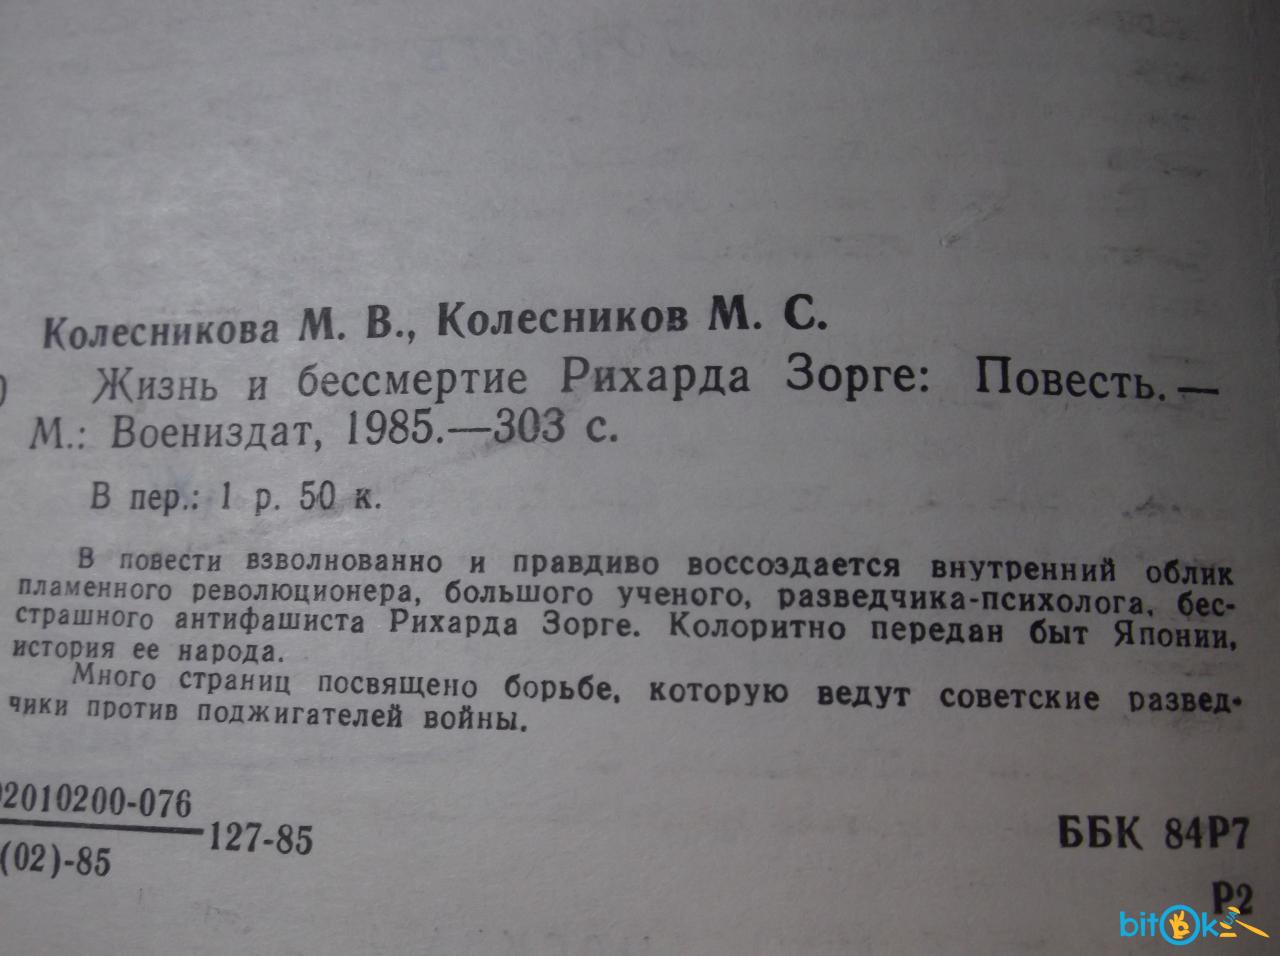 Колесникова М. В., Колесников М. С.
Жизнь и бессмертие Рихарда Зорге: Повесть.—
М.: Воениздат, 1985.—303 с.
В пер.: 1 р. 50 к.
В повести взволнованно и правдиво воссоздается внутренний облик
пламенного революционера, большого ученого, разведчика-психолога, бес-
страшного антифашиста Рихарда Зорге. Колоритно передан быт Японии,
история ее народа.
Много страниц посвящено борьбе, которую ведут советские развед-
чики против поджигателей войны.
02010200-076
127-85
(02)-85
ББК 84Р7
Р2
bitok.ua